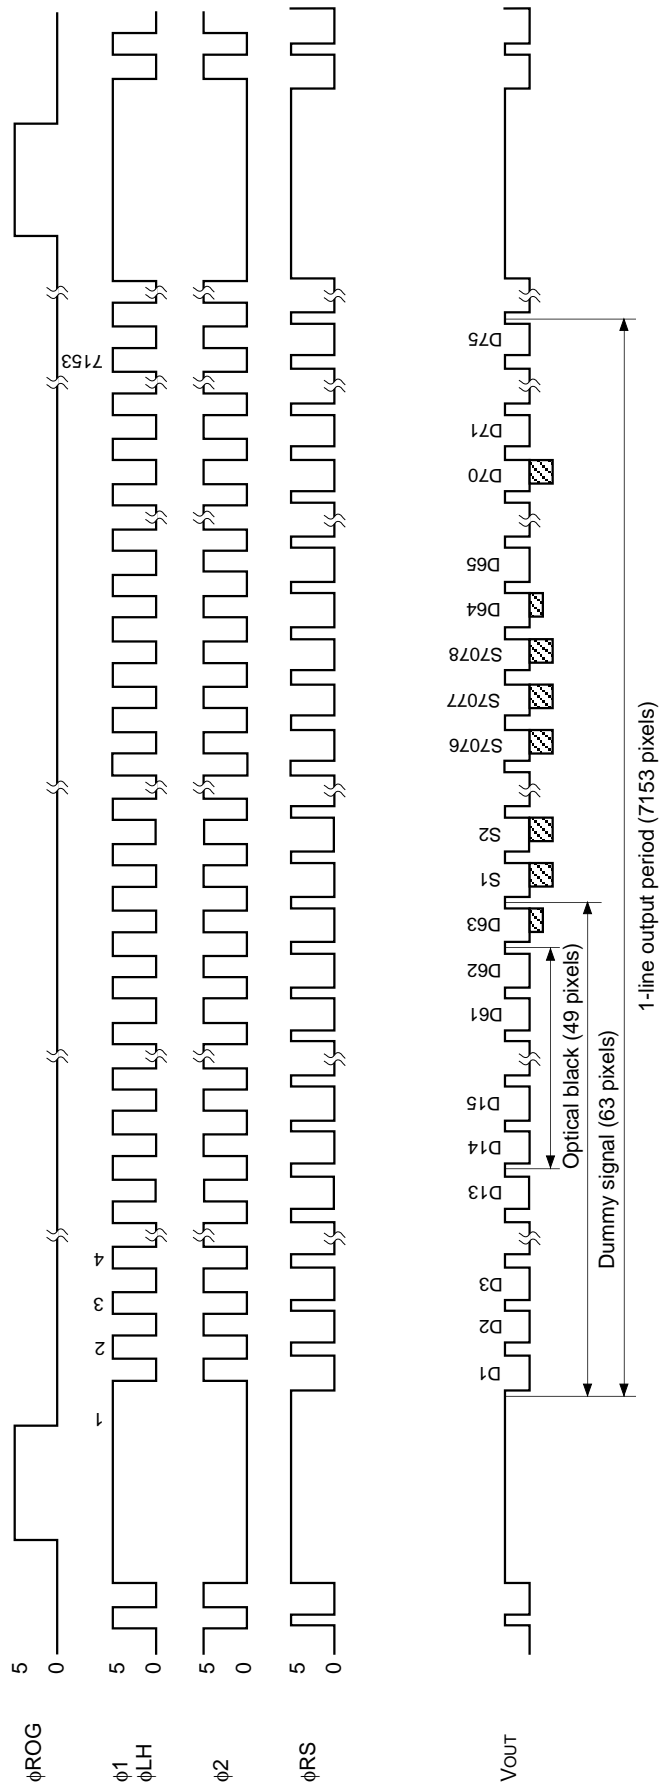 φROG
5
0
φ1
φLH
5
0
1
2
3
4
7153
φ2
5
0
φRS
5
0
VOUT
D1
D2
D3
D13
D14
D15
D61
D62
D63
S1
S2
S7076
S7077
S7078
D64
D65
D70
D71
D75
Optical black (49 pixels)
Dummy signal (63 pixels)
1-line output period (7153 pixels)